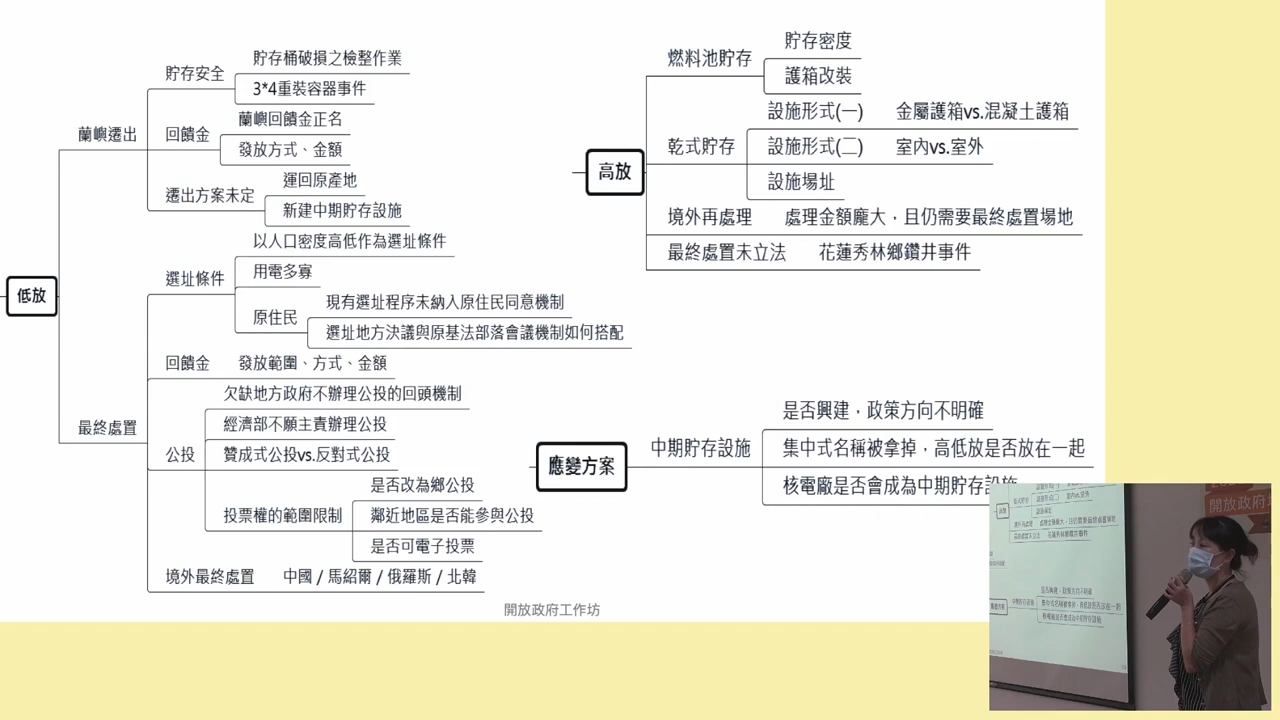 低放
蘭嶼遷出
貯存安全
貯存桶破損之檢整作業
3*4重裝容器事件
回饋金
蘭嶼回饋金正名
發放方式、金額
遷出方案未定
運回原產地
新建中期貯存設施
最終處置
選址條件
以人口密度高低作為選址條件
用電多寡
原住民
現有選址程序未納入原住民同意機制
選址地方決議與原基法部落會議機制如何搭配
回饋金
發放範圍、方式、金額
公投
欠缺地方政府不辦理公投的回頭機制
經濟部不願主責辦理公投
贊成式公投vs.反對式公投
投票權的範圍限制
是否改為鄉公投
鄰近地區是否能參與公投
是否可電子投票
境外最終處置
中國 / 馬紹爾 / 俄羅斯 / 北韓
高放
燃料池貯存
貯存密度
護箱改裝
乾式貯存
設施形式(一)
金屬護箱vs.混凝土護箱
設施形式(二)
室內vs.室外
設施場址
境外再處理
處理金額龐大，且仍需要最終處置場地
最終處置未立法
花蓮秀林鄉鑽井事件
應變方案
中期貯存設施
是否興建，政策方向不明確
集中式名稱被拿掉，高低放是否放在一起
核電廠是否會成為中期貯存設施
開放政府工作坊
開放政府